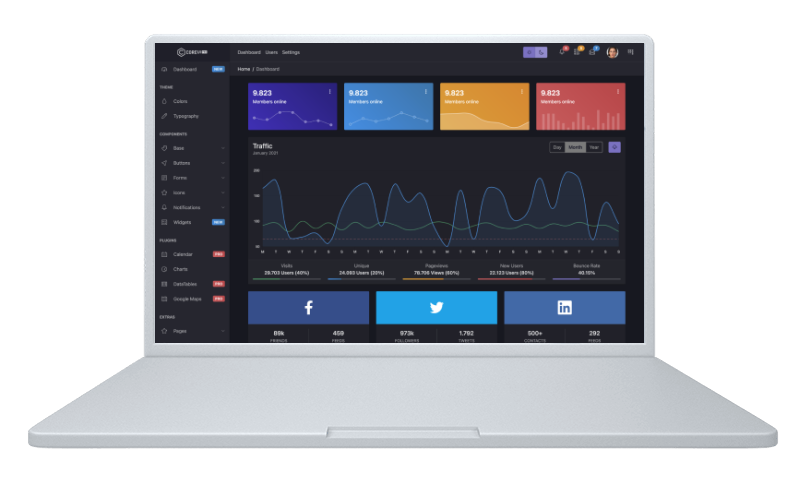 COREUI
Dashboard Users Settings
Home / Dashboard
Dashboard NEW
THEME
Colors
Typography
COMPONENTS
Base
Buttons
Forms
Icons
Notifications
Widgets NEW
PLUGINS
Calendar PRO
Charts
DataTables PRO
Google Maps PRO
EXTRAS
Pages
9.823
Members online
9.823
Members online
9.823
Members online
9.823
Members online
Traffic
January 2021
Day Month Year
200
150
100
50
M T W T F S S M T W T F S S M T W T F S S M T W T F S S
Visits
29.703 Users (40%)
Unique
24.093 Users (20%)
Pageviews
78.706 Views (60%)
New Users
22.123 Users (80%)
Bounce Rate
40.15%
89k
FRIENDS
459
FEEDS
973k
FOLLOWERS
1.792
TWEETS
500+
CONTACTS
292
FEEDS